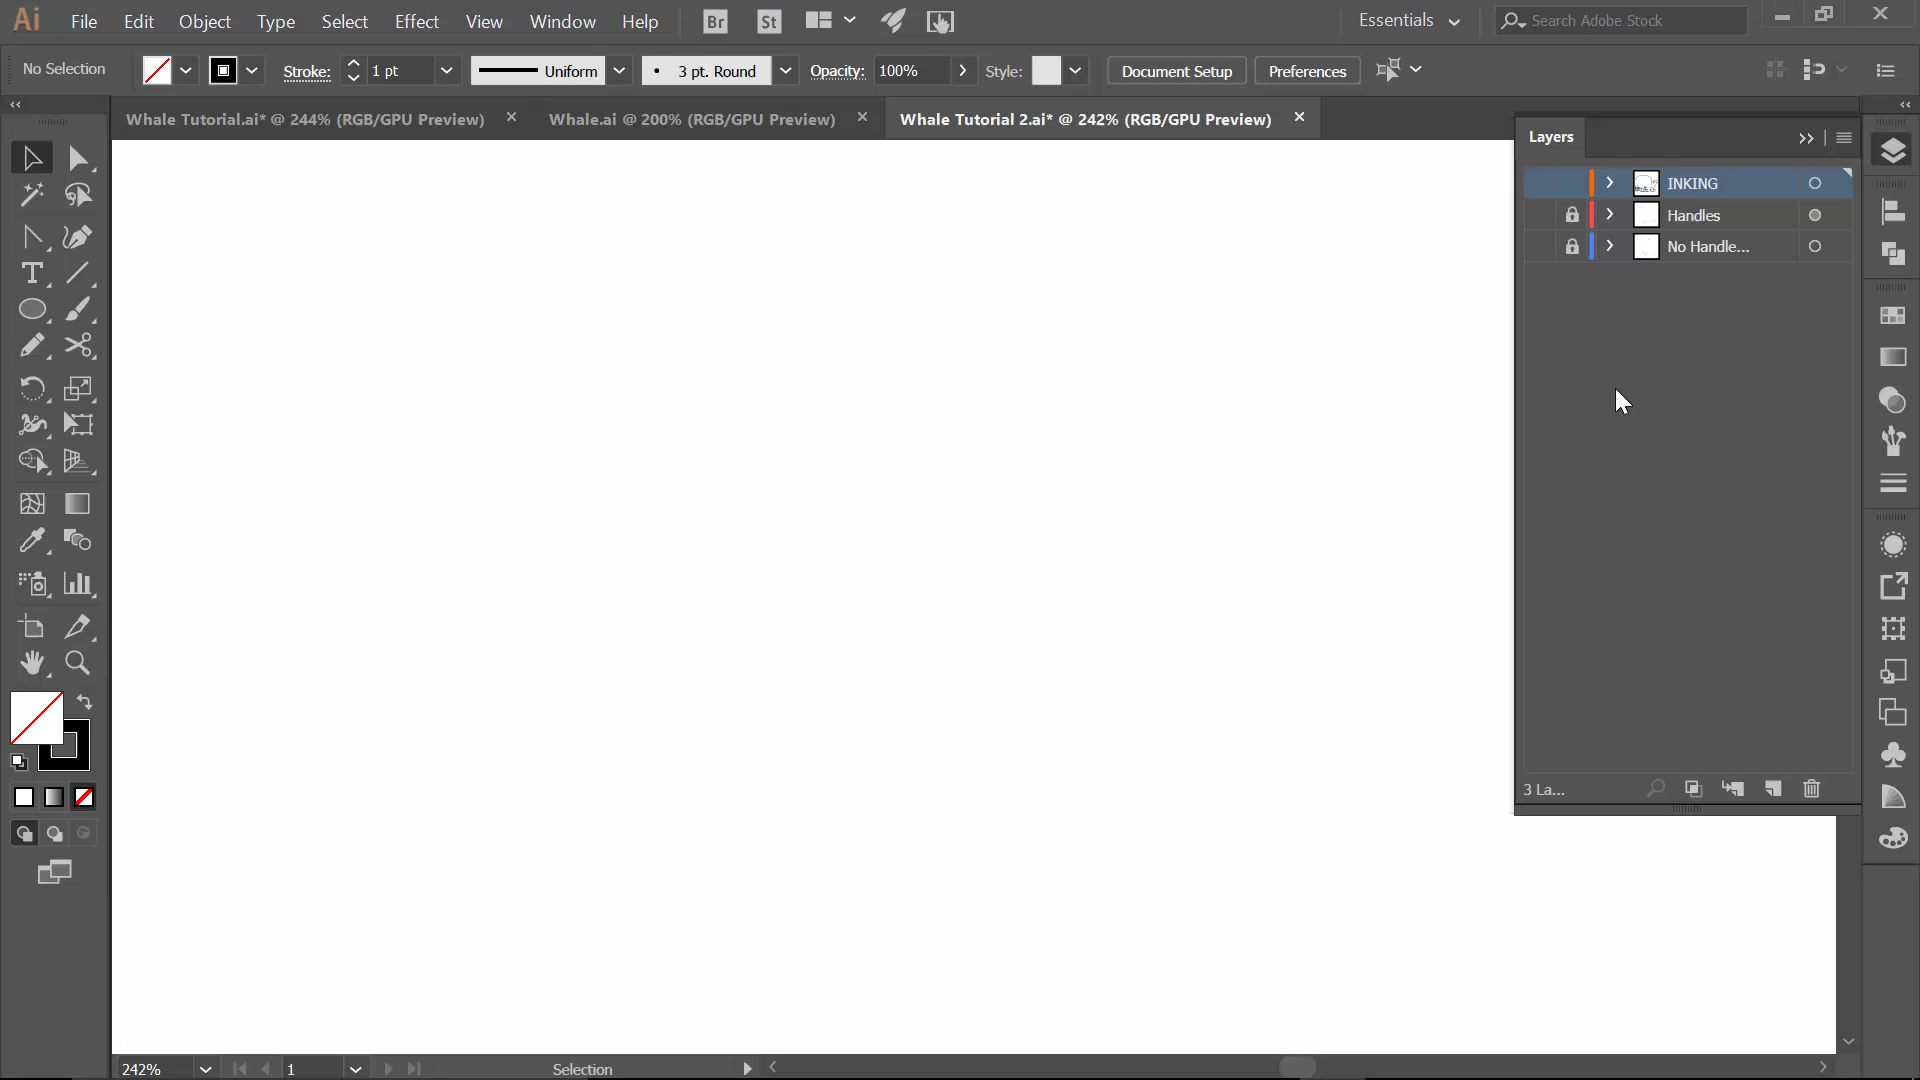 Ai File Edit Object Type Select Effect View Window Help Br St Essentials Search Adobe Stock
No Selection Stroke: 1 pt Uniform 3 pt. Round Opacity: 100% Style: Document Setup Preferences
Whale Tutorial.ai* @ 244% (RGB/GPU Preview) Whale.ai @ 200% (RGB/GPU Preview) Whale Tutorial 2.ai* @ 242% (RGB/GPU Preview)
Layers
INKING
Handles
No Handle...
3 La...
242% 1 Selection